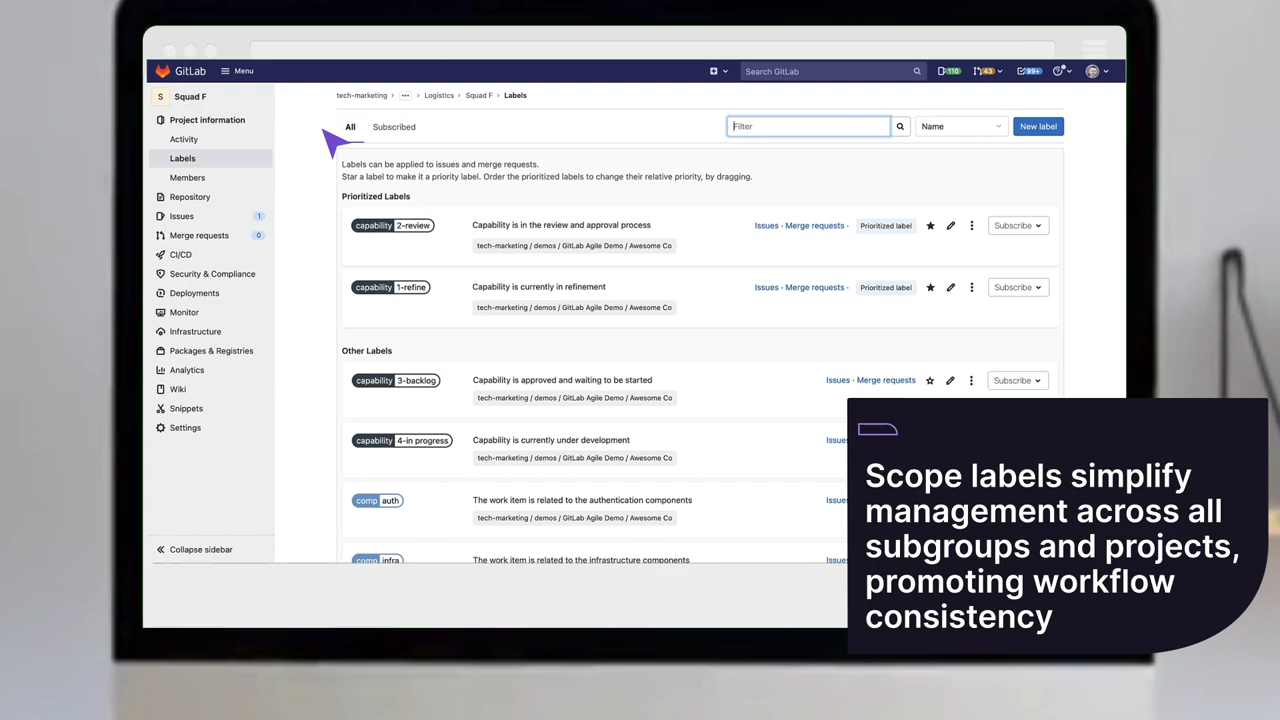 GitLab
Menu
Search GitLab
110
43
99+
S
Squad F
Project information
Activity
Labels
Members
Repository
Issues
1
Merge requests
0
CI/CD
Security & Compliance
Deployments
Monitor
Infrastructure
Packages & Registries
Analytics
Wiki
Snippets
Settings
Collapse sidebar
tech-marketing › ... › Logistics › Squad F › Labels
All
Subscribed
Filter
Name
New label
Labels can be applied to issues and merge requests.
Star a label to make it a priority label. Order the prioritized labels to change their relative priority, by dragging.
Prioritized Labels
capability 2-review
Capability is in the review and approval process
tech-marketing / demos / GitLab Agile Demo / Awesome Co
Issues · Merge requests ·
Prioritized label
Subscribe
capability 1-refine
Capability is currently in refinement
tech-marketing / demos / GitLab Agile Demo / Awesome Co
Issues · Merge requests ·
Prioritized label
Subscribe
Other Labels
capability 3-backlog
Capability is approved and waiting to be started
tech-marketing / demos / GitLab Agile Demo / Awesome Co
Issues · Merge requests
Subscribe
capability 4-in progress
Capability is currently under development
tech-marketing / demos / GitLab Agile Demo / Awesome Co
Issues
comp auth
The work item is related to the authentication components
tech-marketing / demos / GitLab Agile Demo / Awesome Co
Issues
comp infra
The work item is related to the infrastructure components
Issues
Scope labels simplify
management across all
subgroups and projects,
promoting workflow
consistency